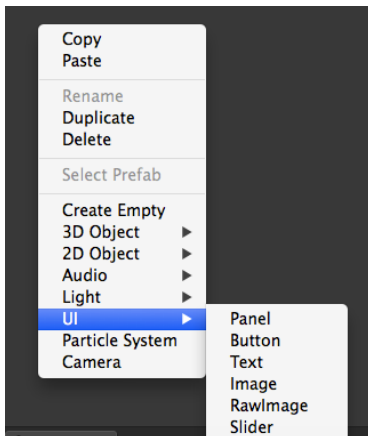 Copy
Paste
Rename
Duplicate
Delete
Select Prefab
Create Empty
3D Object
2D Object
Audio
Light
UI
Particle System
Camera
Panel
Button
Text
Image
RawImage
Slider